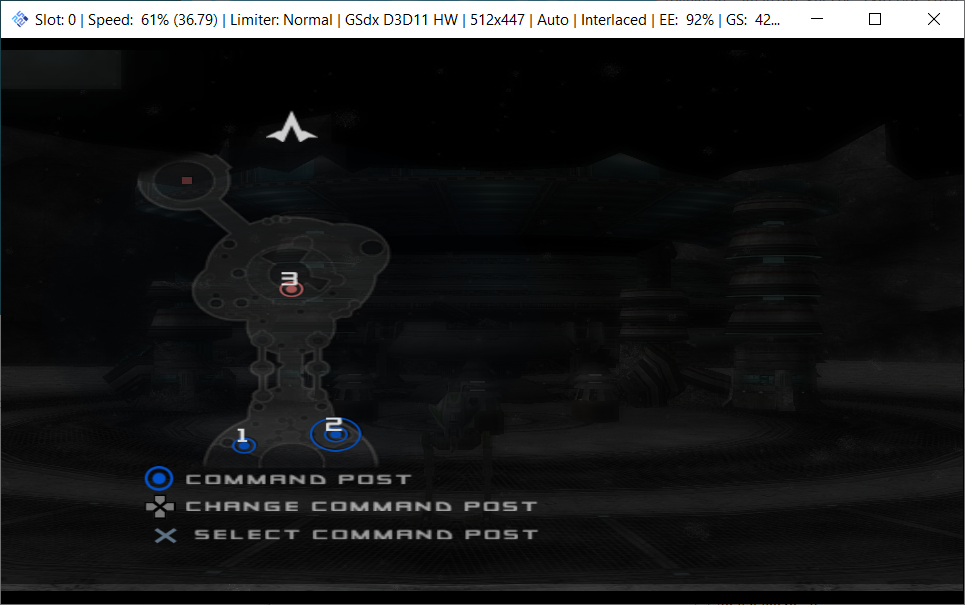 Slot: 0 | Speed: 61% (36.79) | Limiter: Normal | GSdx D3D11 HW | 512x447 | Auto | Interlaced | EE: 92% | GS: 42...
3
1 2
COMMAND POST
CHANGE COMMAND POST
SELECT COMMAND POST